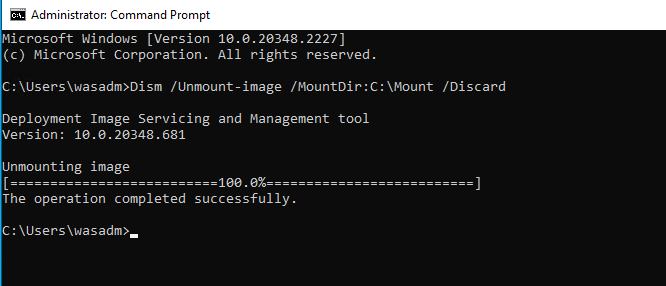 Administrator: Command Prompt
Microsoft Windows [Version 10.0.20348.2227]
(c) Microsoft Corporation. All rights reserved.
C:\Users\wasadm>Dism /Unmount-image /MountDir:C:\Mount /Discard
Deployment Image Servicing and Management tool
Version: 10.0.20348.681
Unmounting image
[==========================100.0%==========================]
The operation completed successfully.
C:\Users\wasadm>